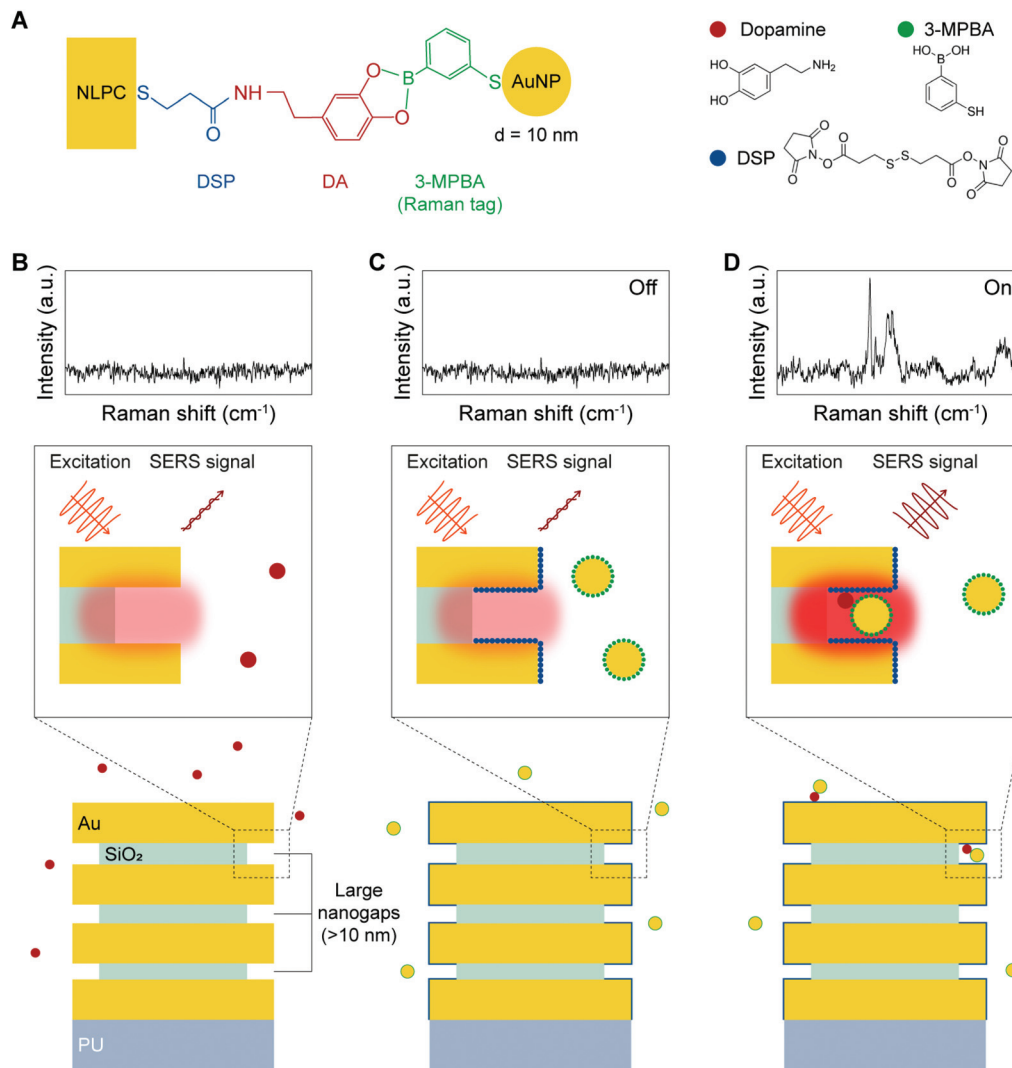 A
NLPC
S
NH
O
O
O
B
S
AuNP
d = 10 nm
DSP
DA
3-MPBA
(Raman tag)
Dopamine
HO
HO
NH₂
3-MPBA
HO
OH
B
SH
DSP
O
N
O
O
O
S
S
O
O
N
O
O
B
Intensity (a.u.)
Raman shift (cm⁻¹)
C
Off
Intensity (a.u.)
Raman shift (cm⁻¹)
D
On
Intensity (a.u.)
Raman shift (cm⁻¹)
Excitation
SERS signal
Excitation
SERS signal
Excitation
SERS signal
Au
SiO₂
Large
nanogaps
(>10 nm)
PU